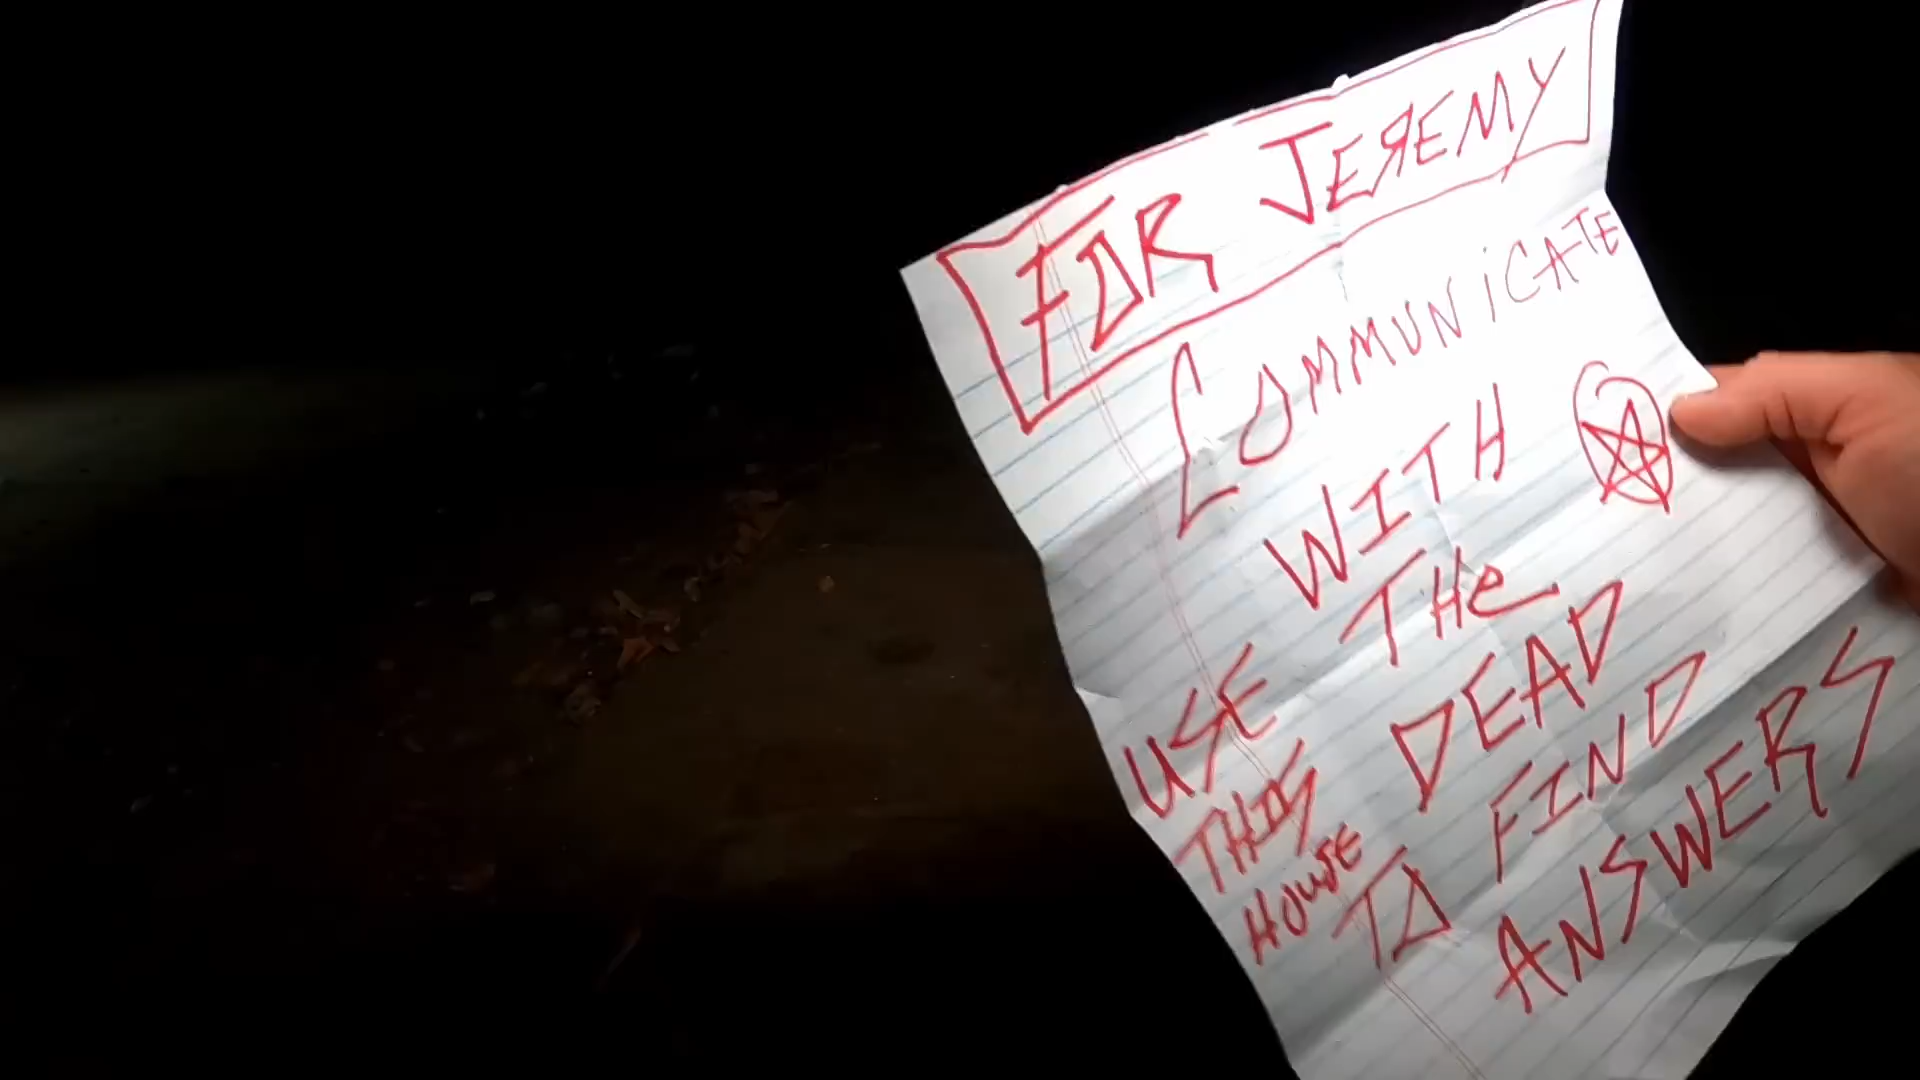 FOR JEREMY
COMMUNICATE
WITH
THe
DEAD
TO FIND
ANSWERS
USE
THIS
HOUSE